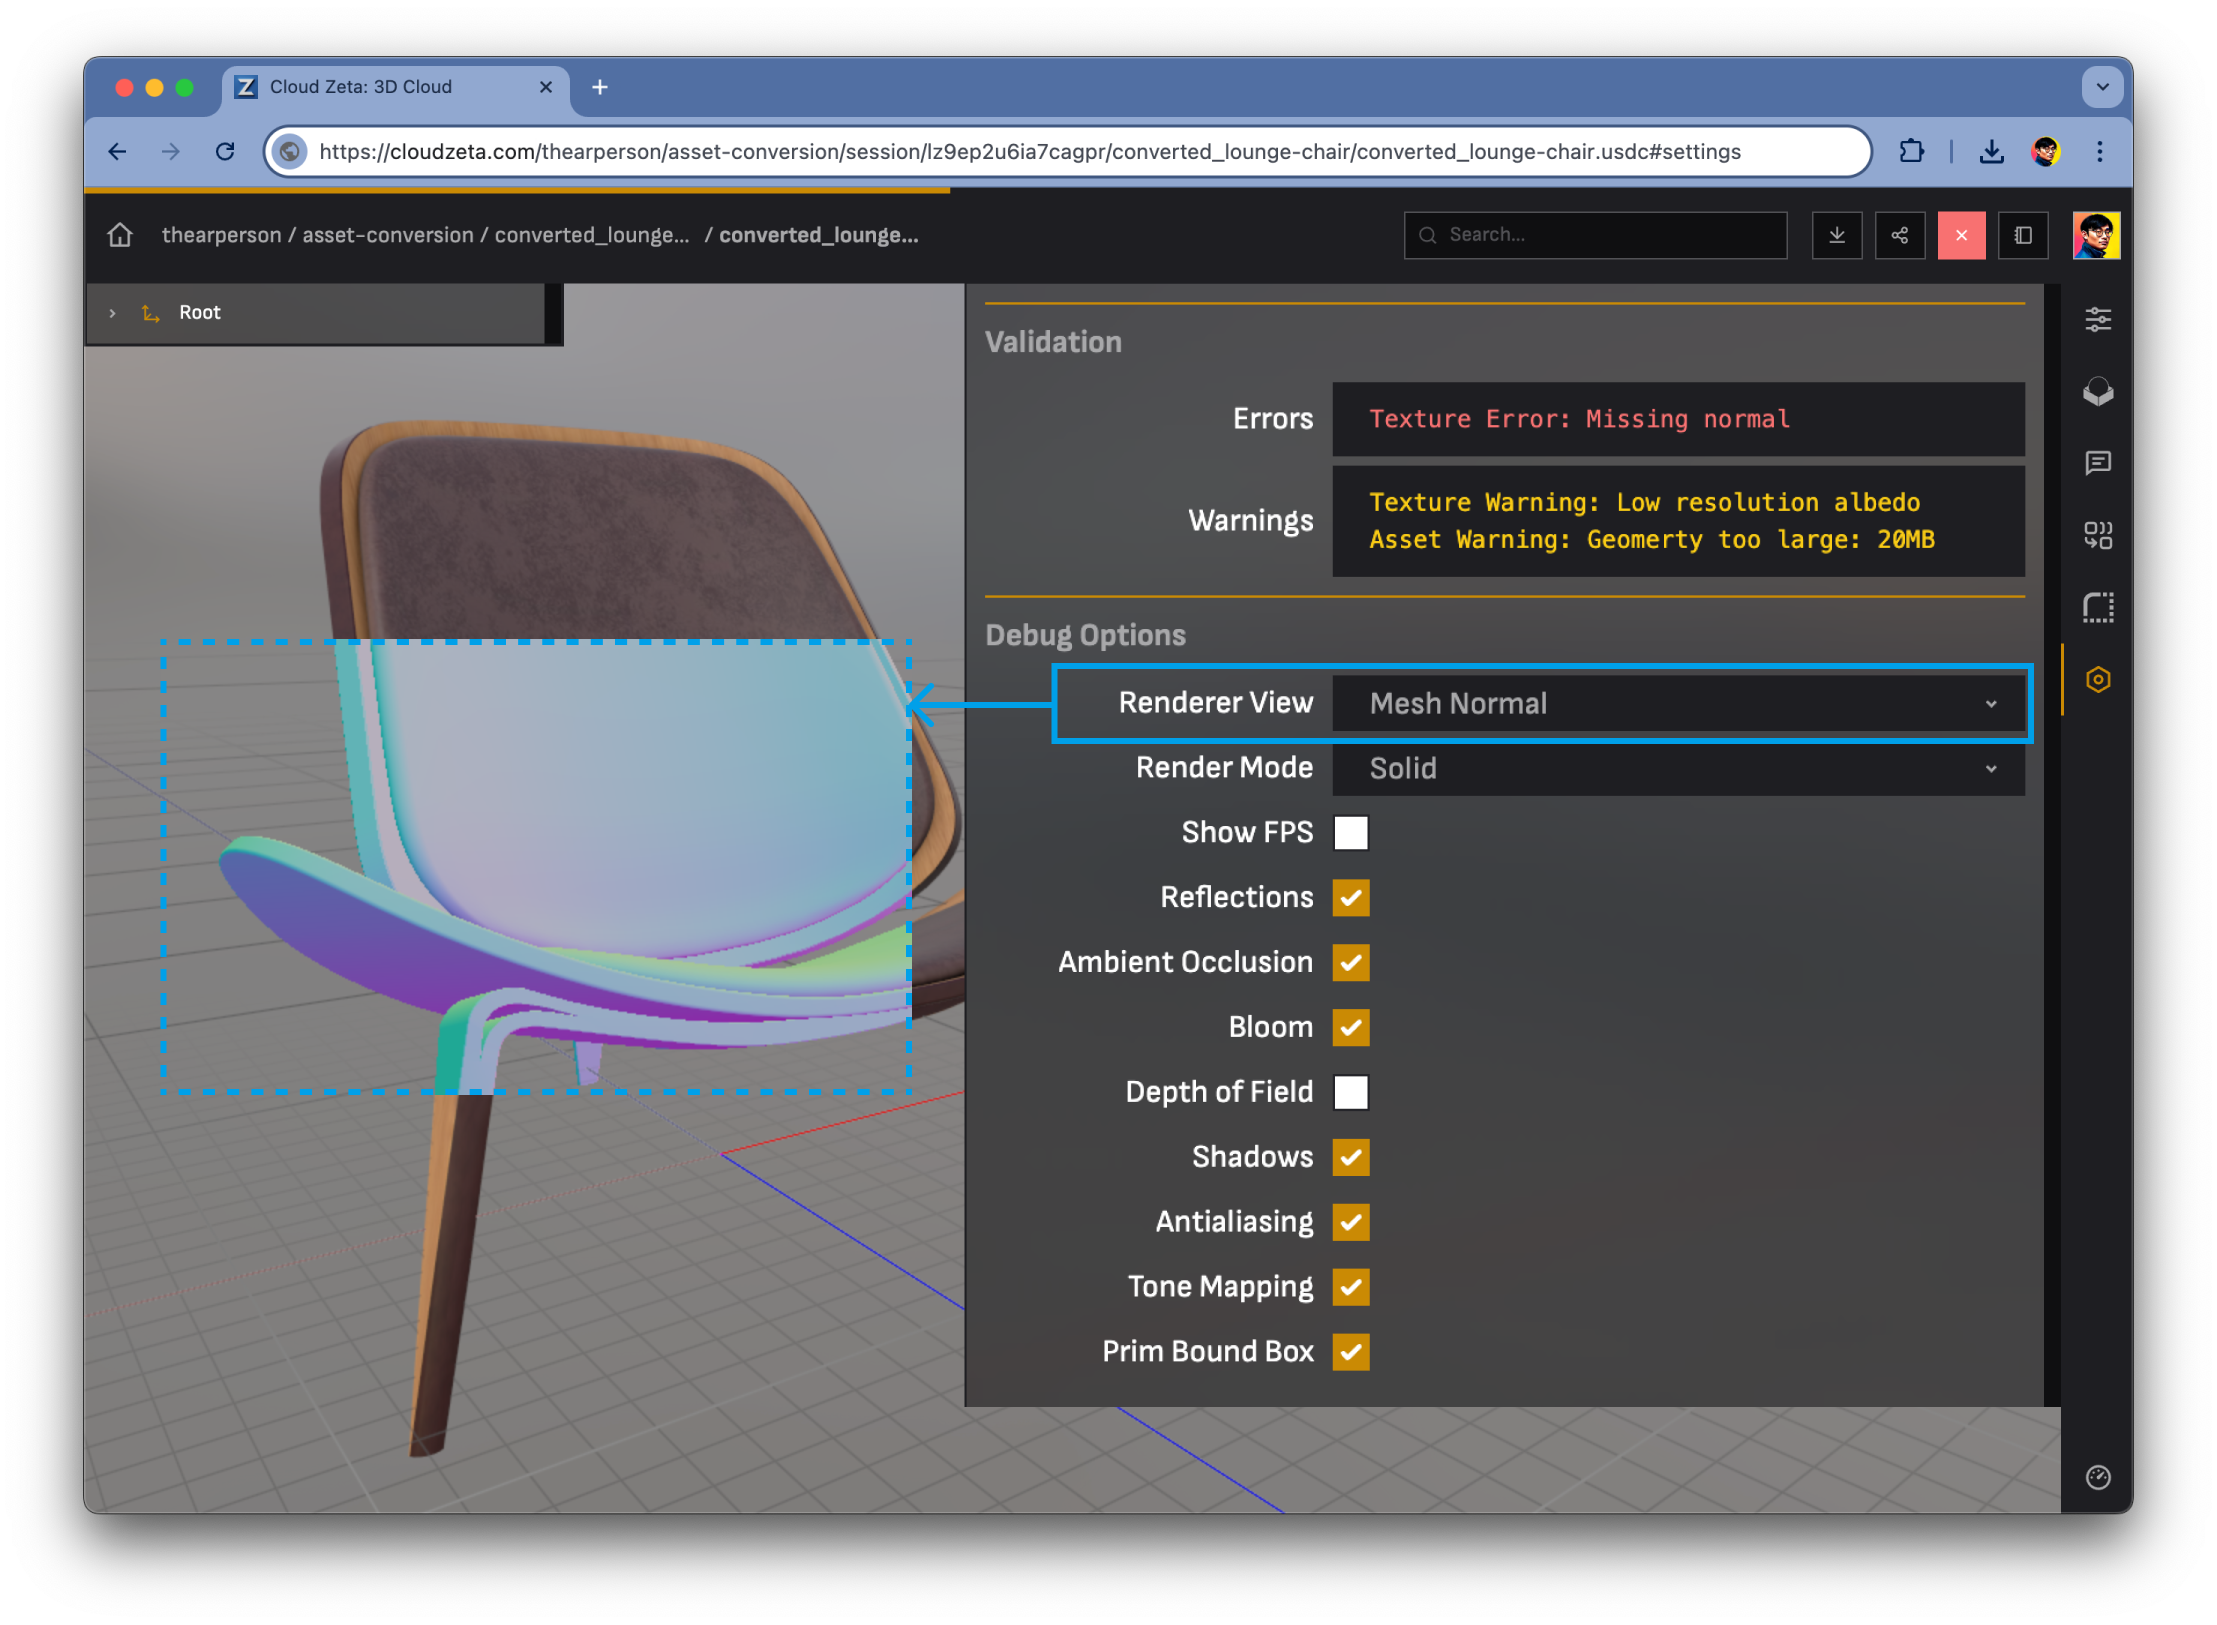 Cloud Zeta: 3D Cloud
https://cloudzeta.com/thearperson/asset-conversion/session/lz9ep2u6ia7cagpr/converted_lounge-chair/converted_lounge-chair.usdc#settings
thearperson / asset-conversion / converted_lounge... / converted_lounge...
Search...
Root
Validation
Errors
Texture Error: Missing normal
Warnings
Texture Warning: Low resolution albedo
Asset Warning: Geomerty too large: 20MB
Debug Options
Renderer View
Mesh Normal
Render Mode
Solid
Show FPS
Reflections
Ambient Occlusion
Bloom
Depth of Field
Shadows
Antialiasing
Tone Mapping
Prim Bound Box